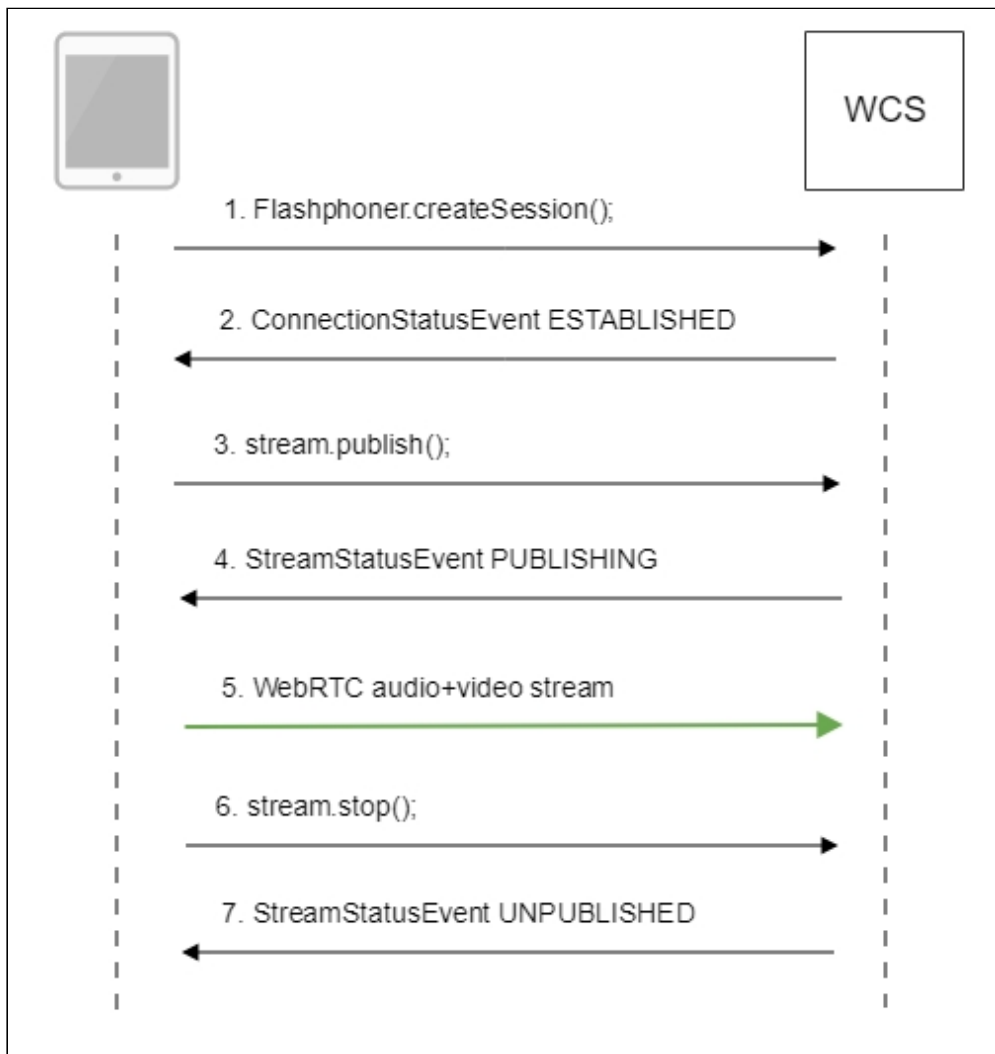 WCS
1. Flashphoner.createSession();
2. ConnectionStatusEvent ESTABLISHED
3. stream.publish();
4. StreamStatusEvent PUBLISHING
5. WebRTC audio+video stream
6. stream.stop();
7. StreamStatusEvent UNPUBLISHED